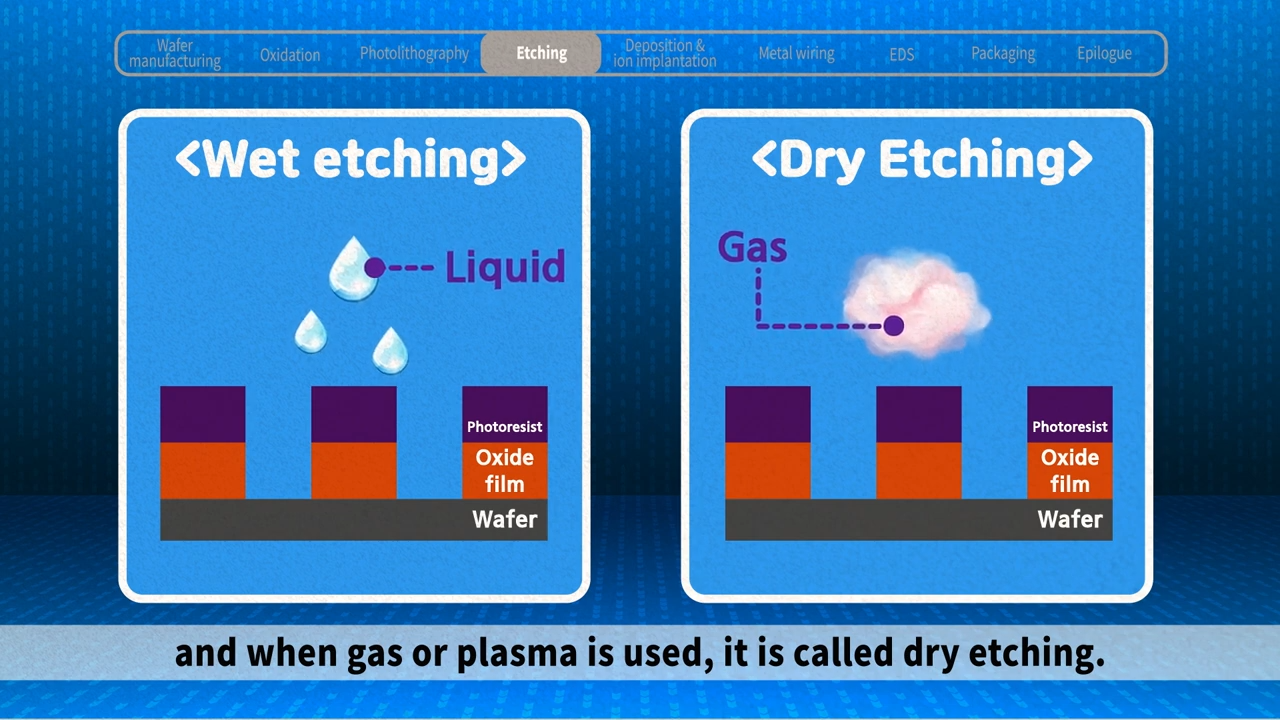 Wafer
manufacturing
Oxidation
Photolithography
Etching
Deposition &
ion implantation
Metal wiring
EDS
Packaging
Epilogue
<Wet etching>
Liquid
Photoresist
Oxide
film
Wafer
<Dry Etching>
Gas
Photoresist
Oxide
film
Wafer
and when gas or plasma is used, it is called dry etching.